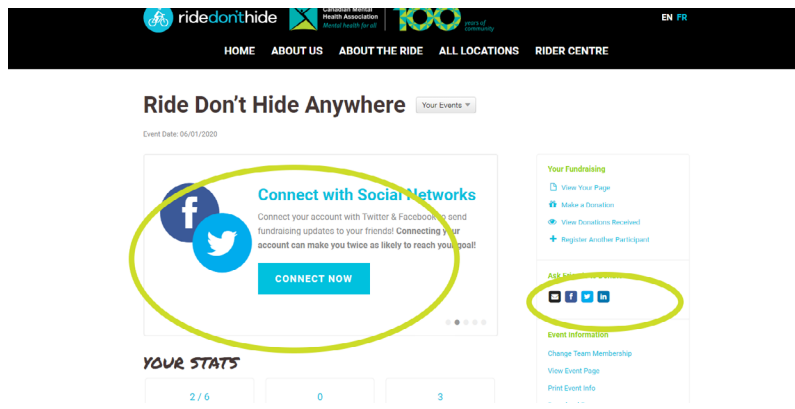 ridedon'thide
Canadian Mental
Health Association
Mental health for all
100
years of
community
EN FR
HOME ABOUT US ABOUT THE RIDE ALL LOCATIONS RIDER CENTRE
Ride Don't Hide Anywhere
Your Events
Event Date: 06/01/2020
Connect with Social Networks
Connect your account with Twitter & Facebook to send
fundraising updates to your friends! Connecting your
account can make you twice as likely to reach your goal!
CONNECT NOW
YOUR STATS
2 / 6 0 3
Your Fundraising
View Your Page
Make a Donation
View Donations Received
Register Another Participant
Event Information
Change Team Membership
View Event Page
Print Event Info